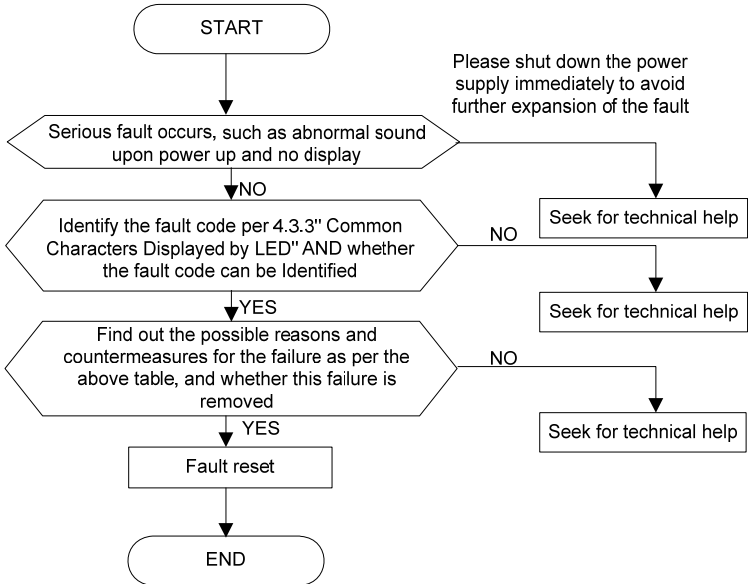 START
Please shut down the power
supply immediately to avoid
further expansion of the fault
Serious fault occurs, such as abnormal sound
upon power up and no display
NO
Seek for technical help
Identify the fault code per 4.3.3" Common
Characters Displayed by LED" AND whether
the fault code can be Identified
NO
Seek for technical help
YES
Find out the possible reasons and
countermeasures for the failure as per the
above table, and whether this failure is
removed
NO
Seek for technical help
YES
Fault reset
END